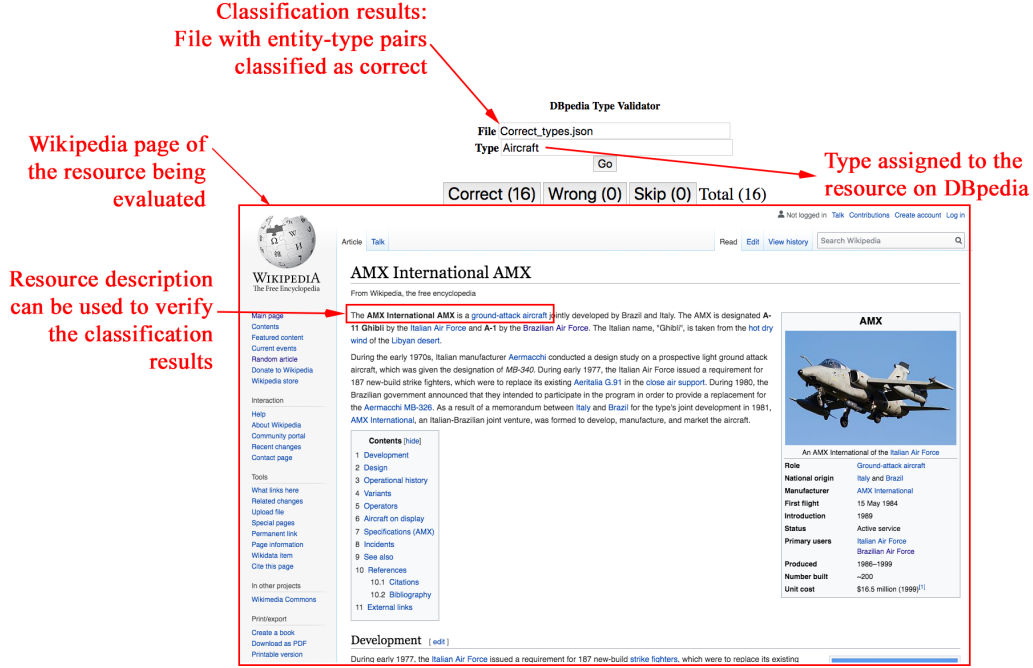 Classification results:
File with entity-type pairs
classified as correct
DBpedia Type Validator
File Correct_types.json
Type Aircraft
Go
Correct (16) Wrong (0) Skip (0) Total (16)
Wikipedia page of
the resource being
evaluated
Type assigned to the
resource on DBpedia
Resource description
can be used to verify
the classification
results
Not logged in Talk Contributions Create account Log in
Article Talk
Read Edit View history Search Wikipedia
WIKIPEDIA
The Free Encyclopedia
Main page
Contents
Featured content
Current events
Random article
Donate to Wikipedia
Wikipedia store
Interaction
Help
About Wikipedia
Community portal
Recent changes
Contact page
Tools
What links here
Related changes
Upload file
Special pages
Permanent link
Page information
Wikidata item
Cite this page
In other projects
Wikimedia Commons
Print/export
Create a book
Download as PDF
Printable version
AMX International AMX
From Wikipedia, the free encyclopedia
The AMX International AMX is a ground-attack aircraft jointly developed by Brazil and Italy. The AMX is designated A-
11 Ghibli by the Italian Air Force and A-1 by the Brazilian Air Force. The Italian name, "Ghibli", is taken from the hot dry
wind of the Libyan desert.
During the early 1970s, Italian manufacturer Aermacchi conducted a design study on a prospective light ground attack
aircraft, which was given the designation of MB-340. During early 1977, the Italian Air Force issued a requirement for
187 new-build strike fighters, which were to replace its existing Aeritalia G.91 in the close air support. During 1980, the
Brazilian government announced that they intended to participate in the program in order to provide a replacement for
the Aermacchi MB-326. As a result of a memorandum between Italy and Brazil for the type's joint development in 1981,
AMX International, an Italian-Brazilian joint venture, was formed to develop, manufacture, and market the aircraft.
Contents [hide]
1 Development
2 Design
3 Operational history
4 Variants
5 Operators
6 Aircraft on display
7 Specifications (AMX)
8 Incidents
9 See also
10 References
10.1 Citations
10.2 Bibliography
11 External links
AMX
An AMX International of the Italian Air Force
Role Ground-attack aircraft
National origin Italy and Brazil
Manufacturer AMX International
First flight 15 May 1984
Introduction 1989
Status Active service
Primary users Italian Air Force
Brazilian Air Force
Produced 1986–1999
Number built ~200
Unit cost $16.5 million (1999)[1]
Development [ edit ]
During early 1977, the Italian Air Force issued a requirement for 187 new-build strike fighters, which were to replace its existing